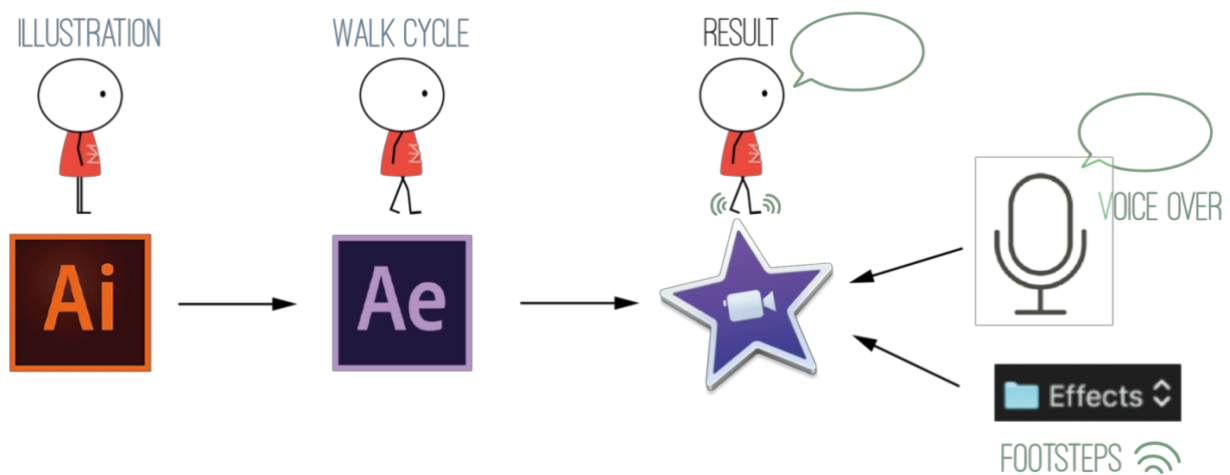 ILLUSTRATION
WALK CYCLE
RESULT
VOICE OVER
Ai
Ae
Effects
FOOTSTEPS